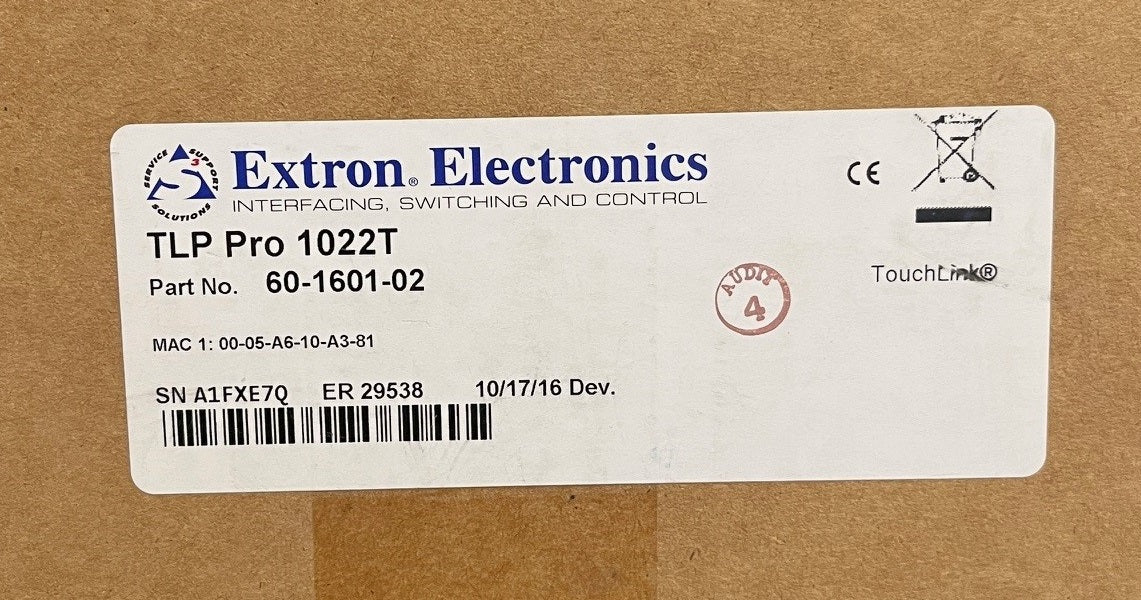 SERVICE SUPPORT SOLUTIONS
3
Extron® Electronics
INTERFACING, SWITCHING AND CONTROL
CE
TLP Pro 1022T
Part No. 60-1601-02
TouchLink®
AUDIT
4
MAC 1: 00-05-A6-10-A3-81
SN A1FXE7Q ER 29538 10/17/16 Dev.